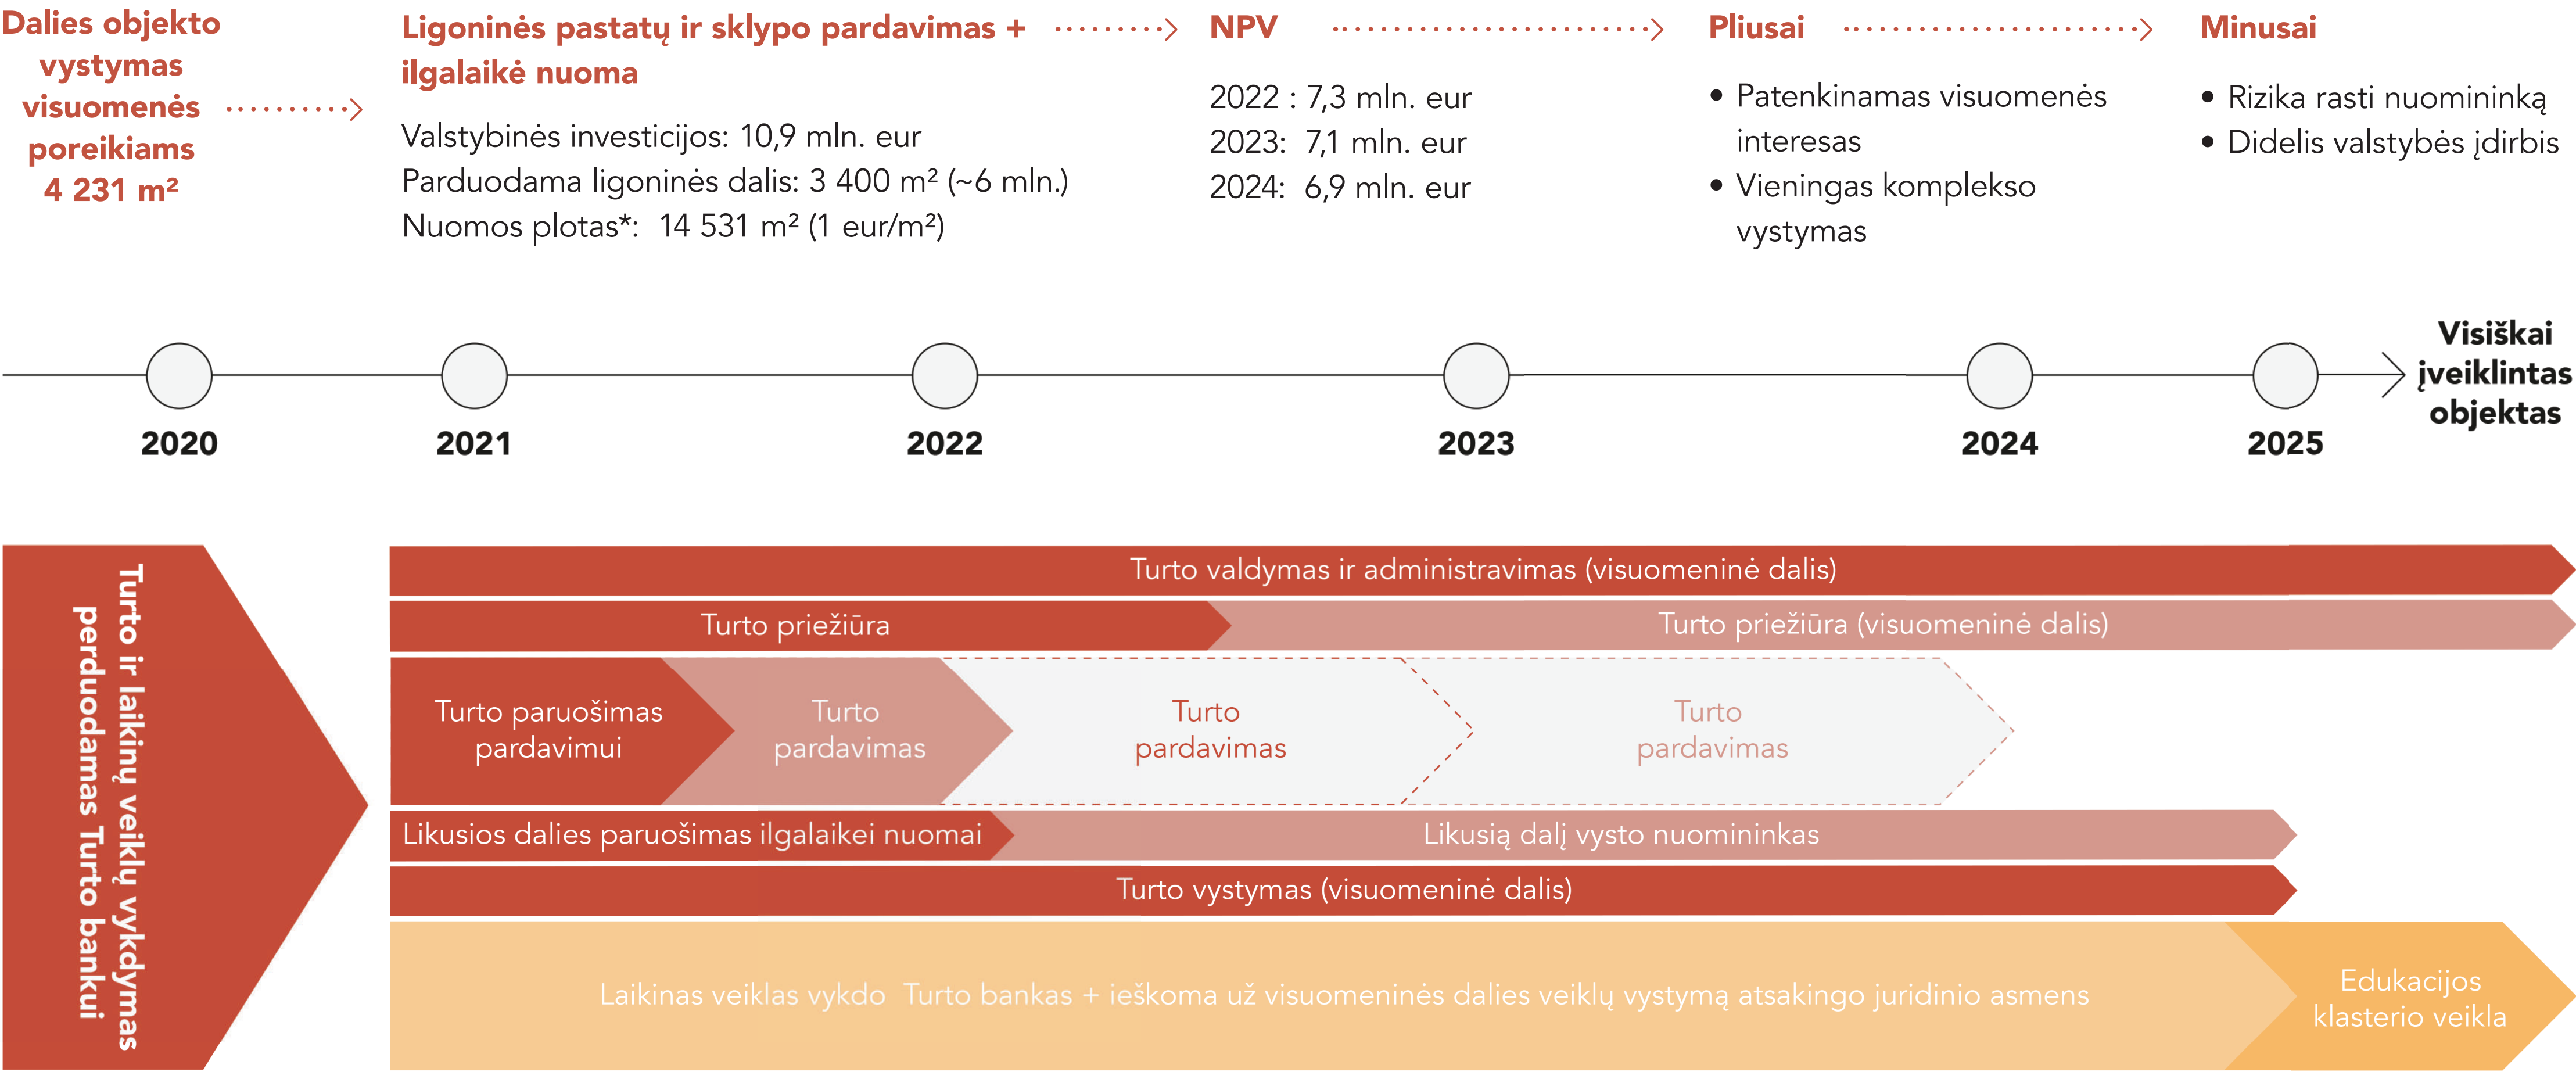 Dalies objekto
vystymas
visuomenės
poreikiams
4 231 m²
Ligoninės pastatų ir sklypo pardavimas +
ilgalaikė nuoma
Valstybinės investicijos: 10,9 mln. eur
Parduodama ligoninės dalis: 3 400 m² (~6 mln.)
Nuomos plotas*: 14 531 m² (1 eur/m²)
NPV
2022 : 7,3 mln. eur
2023: 7,1 mln. eur
2024: 6,9 mln. eur
Pliusai
• Patenkinamas visuomenės
interesas
• Vieningas komplekso
vystymas
Minusai
• Rizika rasti nuomininką
• Didelis valstybės įdirbis
2020
2021
2022
2023
2024
2025
Visiškai
įveiklintas
objektas
Turto ir laikinų veiklų vykdymas
perduodamas Turto bankui
Turto valdymas ir administravimas (visuomeninė dalis)
Turto priežiūra
Turto priežiūra (visuomeninė dalis)
Turto paruošimas
pardavimui
Turto
pardavimas
Turto
pardavimas
Turto
pardavimas
Likusios dalies paruošimas ilgalaikei nuomai
Likusią dalį vysto nuomininkas
Turto vystymas (visuomeninė dalis)
Laikinas veiklas vykdo Turto bankas + ieškoma už visuomeninės dalies veiklų vystymą atsakingo juridinio asmens
Edukacijos
klasterio veikla